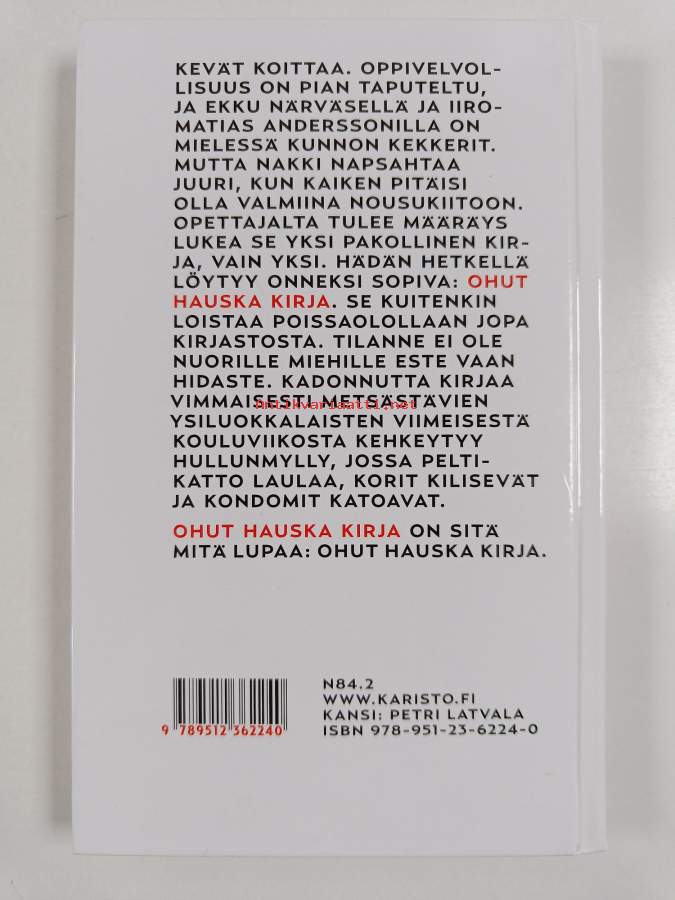 KEVÄT KOITTAA. OPPIVELVOL-
LISUUS ON PIAN TAPUTELTU,
JA EKKU NÄRVÄSELLÄ JA IIRO-
MATIAS ANDERSSONILLA ON
MIELESSÄ KUNNON KEKKERIT.
MUTTA NAKKI NAPSAHTAA
JUURI, KUN KAIKEN PITÄISI
OLLA VALMIINA NOUSUKIITOON.
OPETTAJALTA TULEE MÄÄRÄYS
LUKEA SE YKSI PAKOLLINEN KIR-
JA, VAIN YKSI. HÄDÄN HETKELLÄ
LÖYTYY ONNEKSI SOPIVA: OHUT
HAUSKA KIRJA. SE KUITENKIN
LOISTAA POISSAOLOLLAAN JOPA
KIRJASTOSTA. TILANNE EI OLE
NUORILLE MIEHILLE ESTE VAAN
HIDASTE. KADONNUTTA KIRJAA
VIMMAISESTI METSÄSTÄVIEN
antikvariaatti.net
YSILUOKKALAISTEN VIIMEISESTÄ
KOULUVIIKOSTA KEHKEYTYY
HULLUNMYLLY, JOSSA PELTI-
KATTO LAULAA, KORIT KILISEVÄT
JA KONDOMIT KATOAVAT.
OHUT HAUSKA KIRJA ON SITÄ
MITÄ LUPAA: OHUT HAUSKA KIRJA.
9 789512 362240
N84.2
WWW.KARISTO.FI
KANSI: PETRI LATVALA
ISBN 978-951-23-6224-0